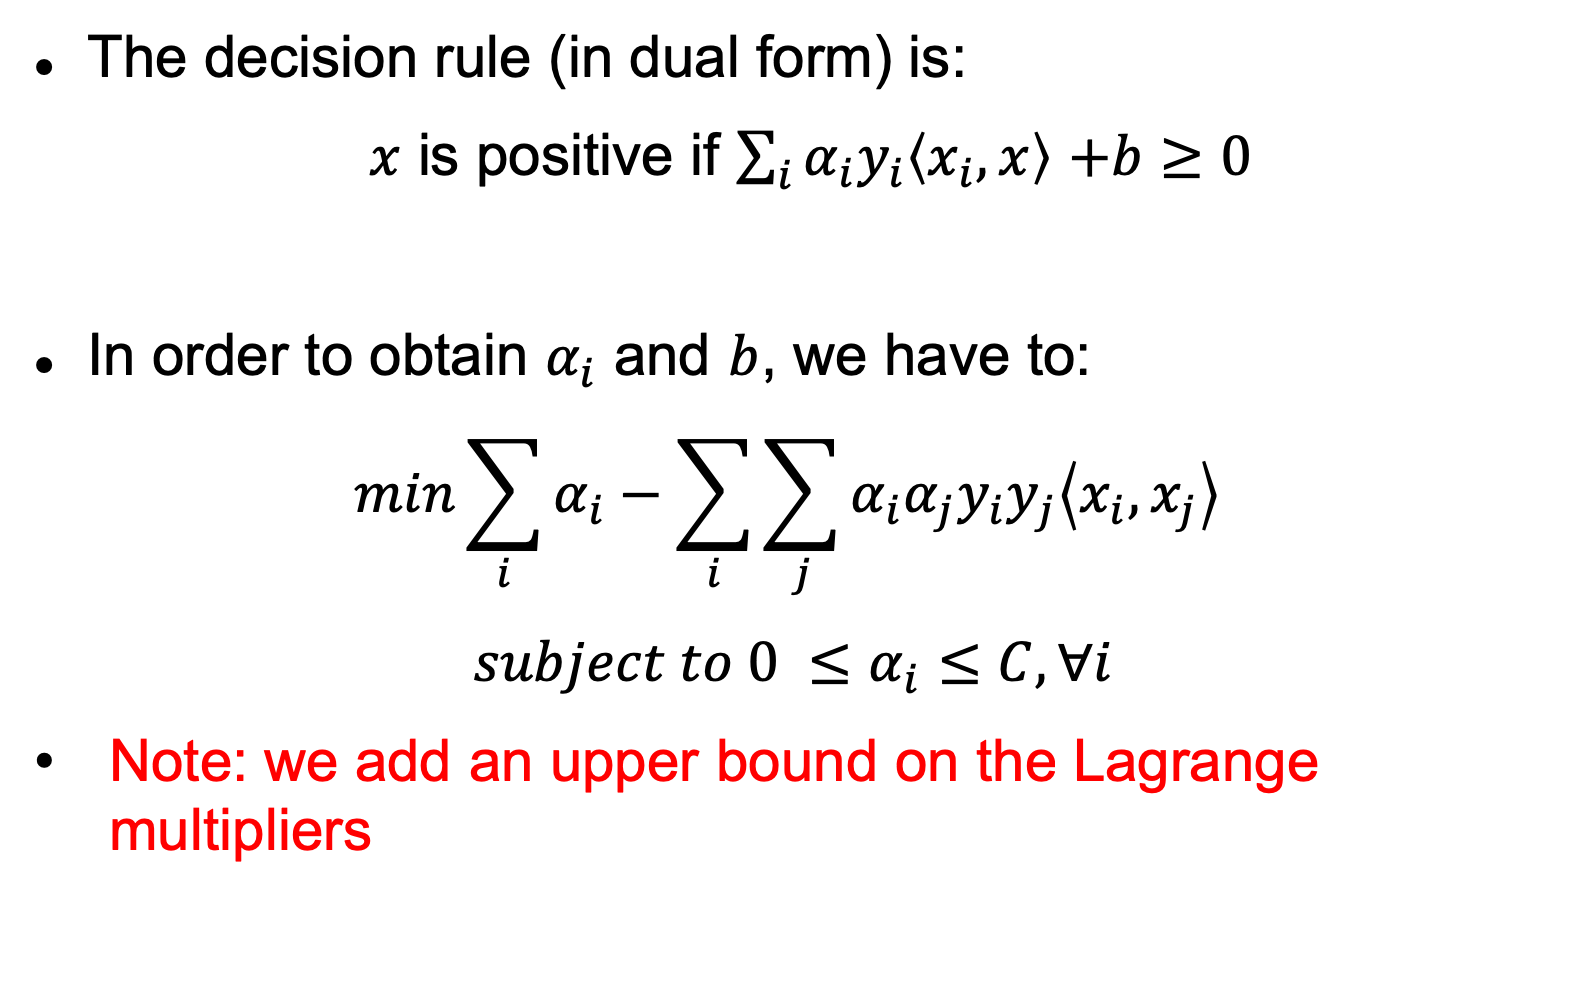 • The decision rule (in dual form) is:
x is positive if ∑ᵢ αᵢyᵢ⟨xᵢ, x⟩ +b ≥ 0
• In order to obtain αᵢ and b, we have to:
min ∑ᵢ αᵢ − ∑ᵢ ∑ⱼ αᵢαⱼyᵢyⱼ⟨xᵢ, xⱼ⟩
subject to 0 ≤ αᵢ ≤ C, ∀i
• Note: we add an upper bound on the Lagrange
multipliers